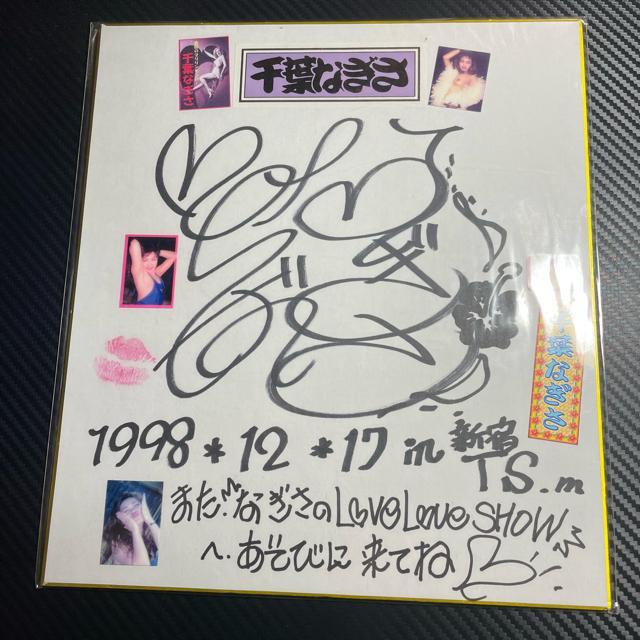 千葉なぎさ
千葉なぎさ
葉なぎさ
1998*12*17 in 新宿
T.S.m
また♡なぎさのLOVE LOVE SHOW
へ あそびに 来てね